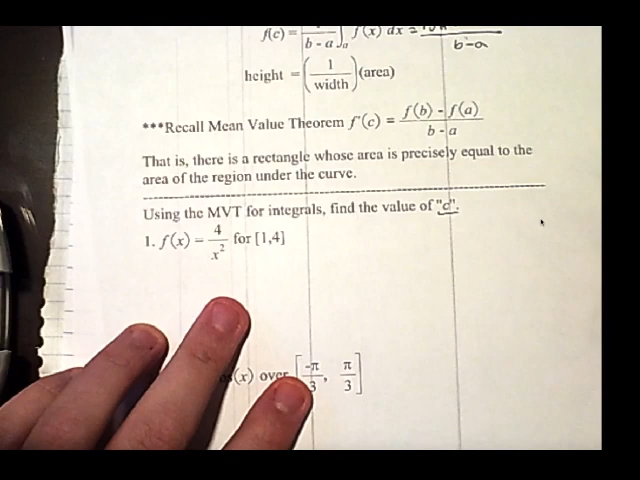 f(c) = 1/(b - a) ∫ₐ f(x) dx = b-a
height = (1/width)(area)
***Recall Mean Value Theorem f'(c) = (f(b) - f(a))/(b - a)
That is, there is a rectangle whose area is precisely equal to the
area of the region under the curve.
Using the MVT for integrals, find the value of "c".
1. f(x) = 4/x² for [1,4]
(x) over [-π/3, π/3]